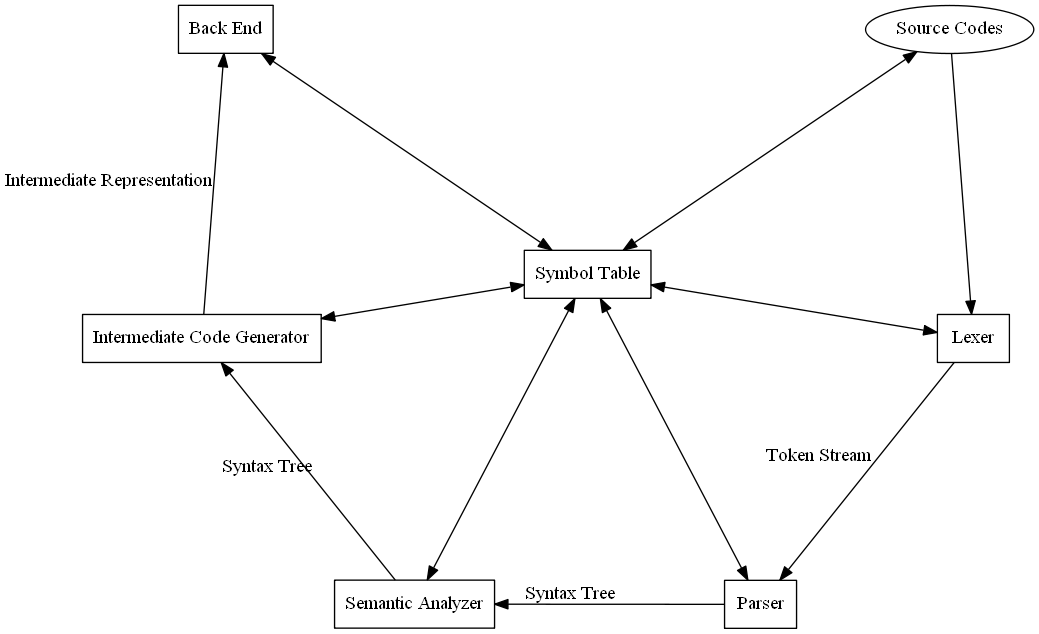 Back End
Source Codes
Intermediate Representation
Symbol Table
Intermediate Code Generator
Lexer
Token Stream
Syntax Tree
Syntax Tree
Semantic Analyzer
Parser